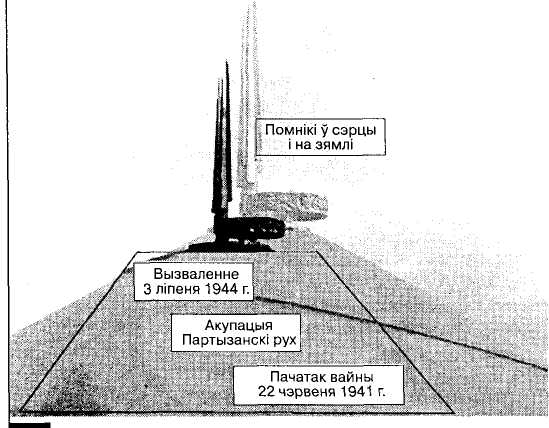 Помнікі ў сэрцы
і на зямлі
Вызваленне
3 ліпеня 1944 г.
Акупацыя
Партызанскі рух
Пачатак вайны
22 чэрвеня 1941 г.